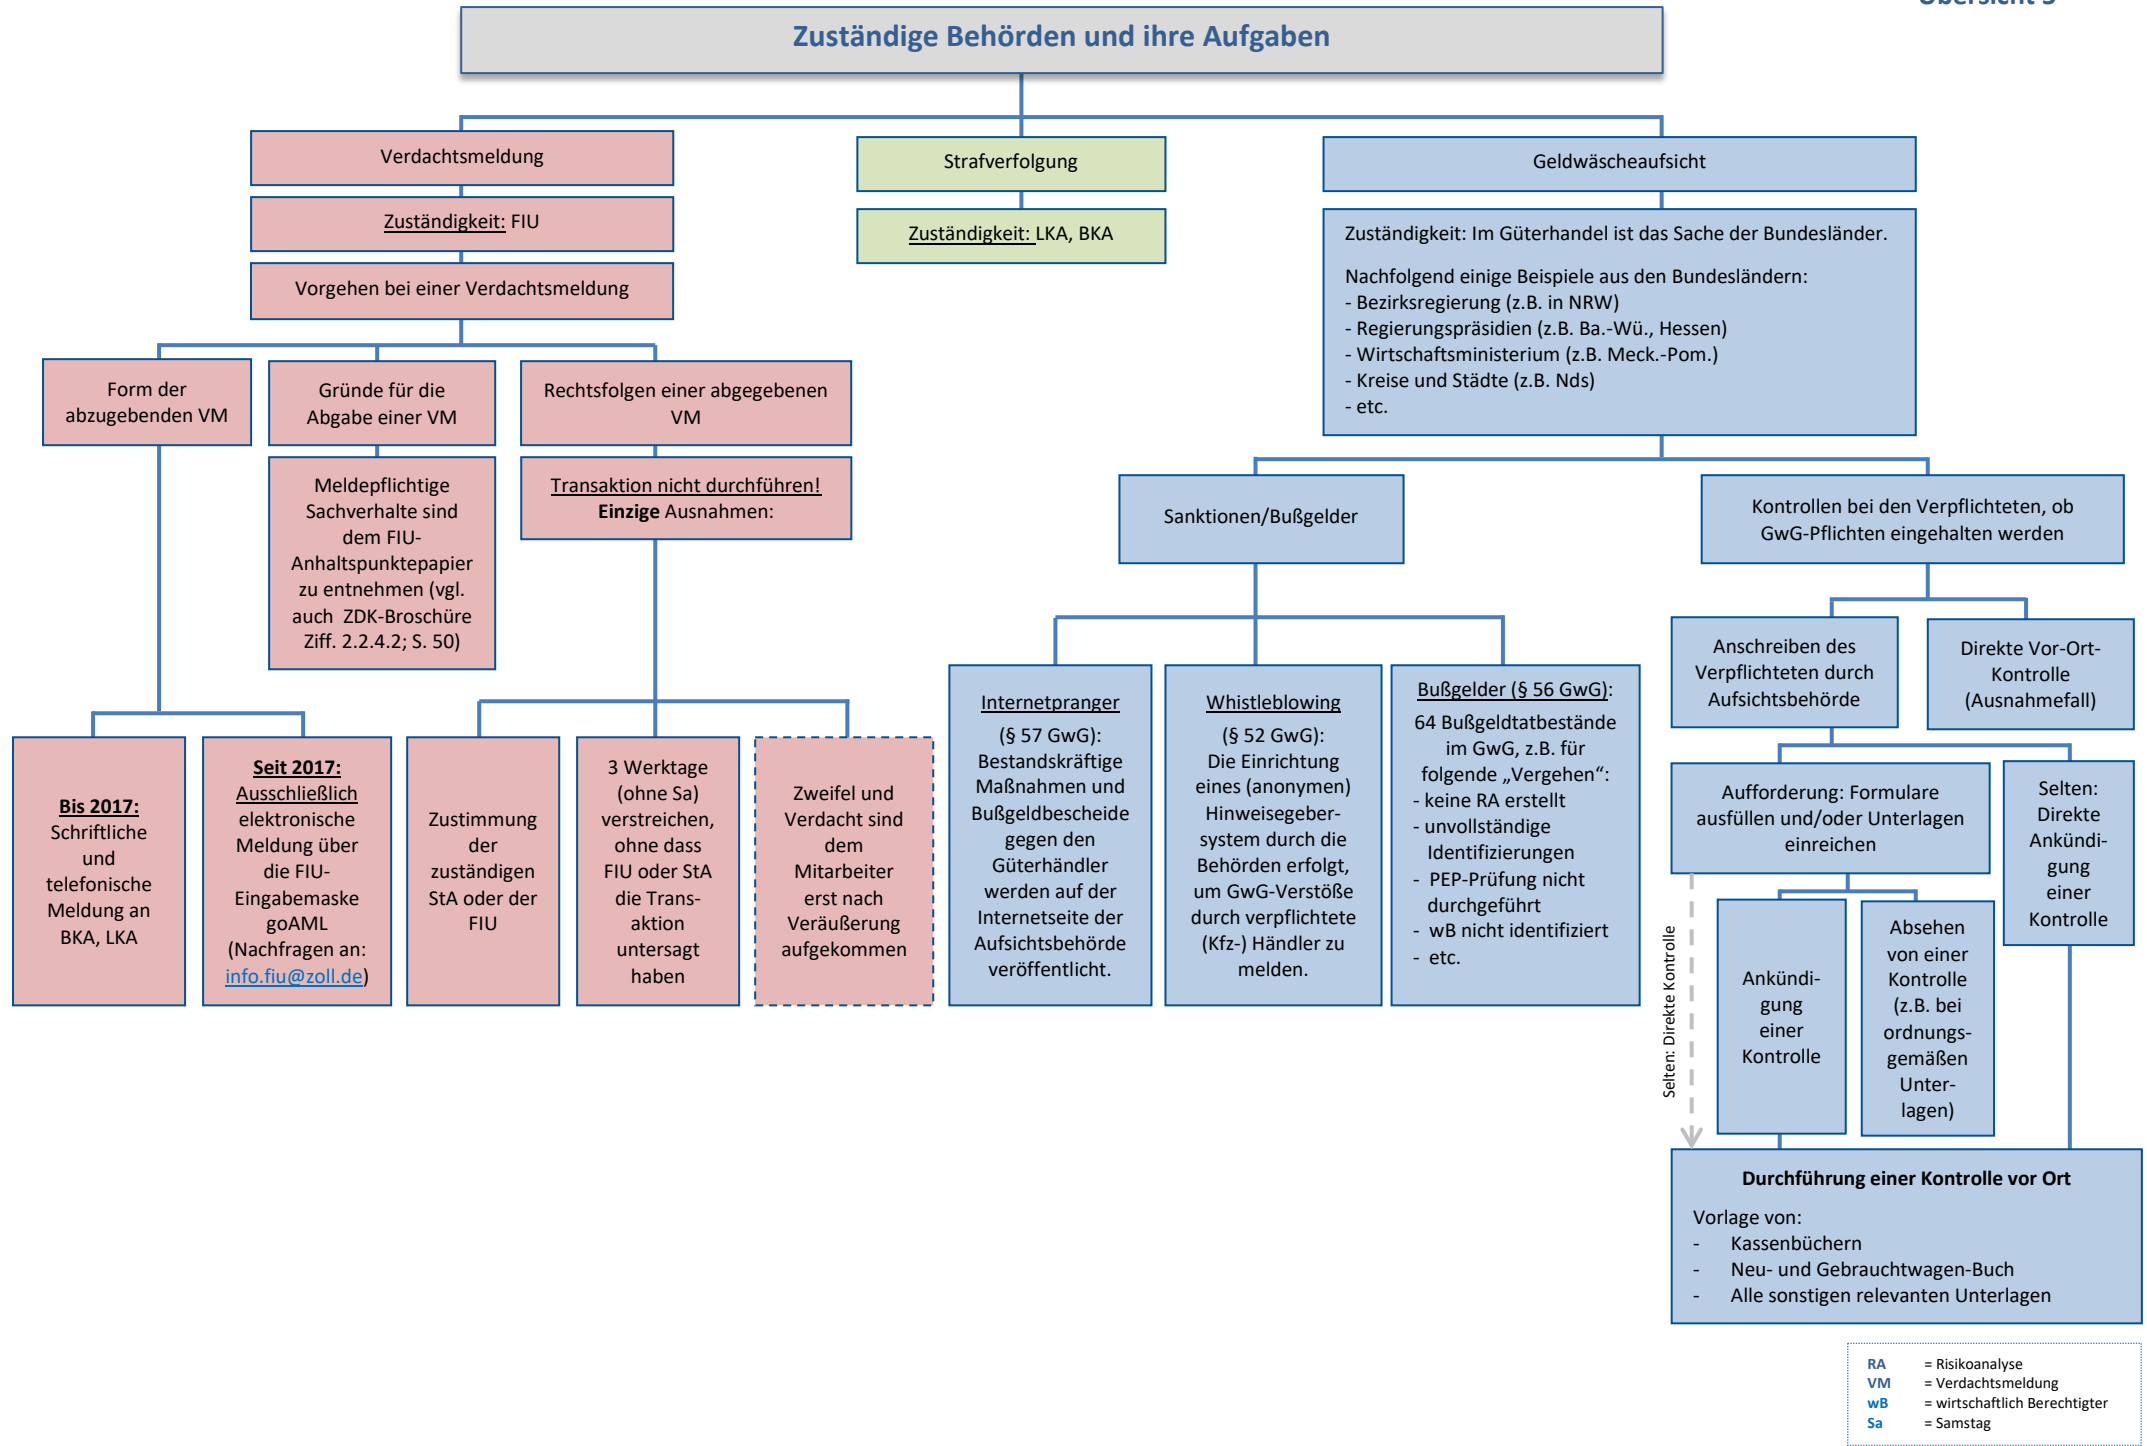 Übersicht 3
Zuständige Behörden und ihre Aufgaben
Verdachtsmeldung
Zuständigkeit: FIU
Vorgehen bei einer Verdachtsmeldung
Strafverfolgung
Zuständigkeit: LKA, BKA
Geldwäscheaufsicht
Zuständigkeit: Im Güterhandel ist das Sache der Bundesländer.
Nachfolgend einige Beispiele aus den Bundesländern:
- Bezirksregierung (z.B. in NRW)
- Regierungspräsidien (z.B. Ba.-Wü., Hessen)
- Wirtschaftsministerium (z.B. Meck.-Pom.)
- Kreise und Städte (z.B. Nds)
- etc.
Form der
abzugebenden VM
Gründe für die
Abgabe einer VM
Rechtsfolgen einer abgegebenen
VM
Meldepflichtige
Sachverhalte sind
dem FIU-
Anhaltspunktepapier
zu entnehmen (vgl.
auch ZDK-Broschüre
Ziff. 2.2.4.2; S. 50)
Transaktion nicht durchführen!
Einzige Ausnahmen:
Bis 2017:
Schriftliche
und
telefonische
Meldung an
BKA, LKA
Seit 2017:
Ausschließlich
elektronische
Meldung über
die FIU-
Eingabemaske
goAML
(Nachfragen an:
info.fiu@zoll.de)
Zustimmung
der
zuständigen
StA oder der
FIU
3 Werktage
(ohne Sa)
verstreichen,
ohne dass
FIU oder StA
die Trans-
aktion
untersagt
haben
Zweifel und
Verdacht sind
dem
Mitarbeiter
erst nach
Veräußerung
aufgekommen
Sanktionen/Bußgelder
Internetpranger
(§ 57 GwG):
Bestandskräftige
Maßnahmen und
Bußgeldbescheide
gegen den
Güterhändler
werden auf der
Internetseite der
Aufsichtsbehörde
veröffentlicht.
Whistleblowing
(§ 52 GwG):
Die Einrichtung
eines (anonymen)
Hinweisegeber-
system durch die
Behörden erfolgt,
um GwG-Verstöße
durch verpflichtete
(Kfz-) Händler zu
melden.
Bußgelder (§ 56 GwG):
64 Bußgeldtatbestände
im GwG, z.B. für
folgende „Vergehen“:
- keine RA erstellt
- unvollständige
Identifizierungen
- PEP-Prüfung nicht
durchgeführt
- wB nicht identifiziert
- etc.
Kontrollen bei den Verpflichteten, ob
GwG-Pflichten eingehalten werden
Anschreiben des
Verpflichteten durch
Aufsichtsbehörde
Direkte Vor-Ort-
Kontrolle
(Ausnahmefall)
Aufforderung: Formulare
ausfüllen und/oder Unterlagen
einreichen
Selten:
Direkte
Ankündi-
gung
einer
Kontrolle
Selten: Direkte Kontrolle
Ankündi-
gung
einer
Kontrolle
Absehen
von einer
Kontrolle
(z.B. bei
ordnungs-
gemäßen
Unter-
lagen)
Durchführung einer Kontrolle vor Ort
Vorlage von:
- Kassenbüchern
- Neu- und Gebrauchtwagen-Buch
- Alle sonstigen relevanten Unterlagen
RA = Risikoanalyse
VM = Verdachtsmeldung
wB = wirtschaftlich Berechtigter
Sa = Samstag